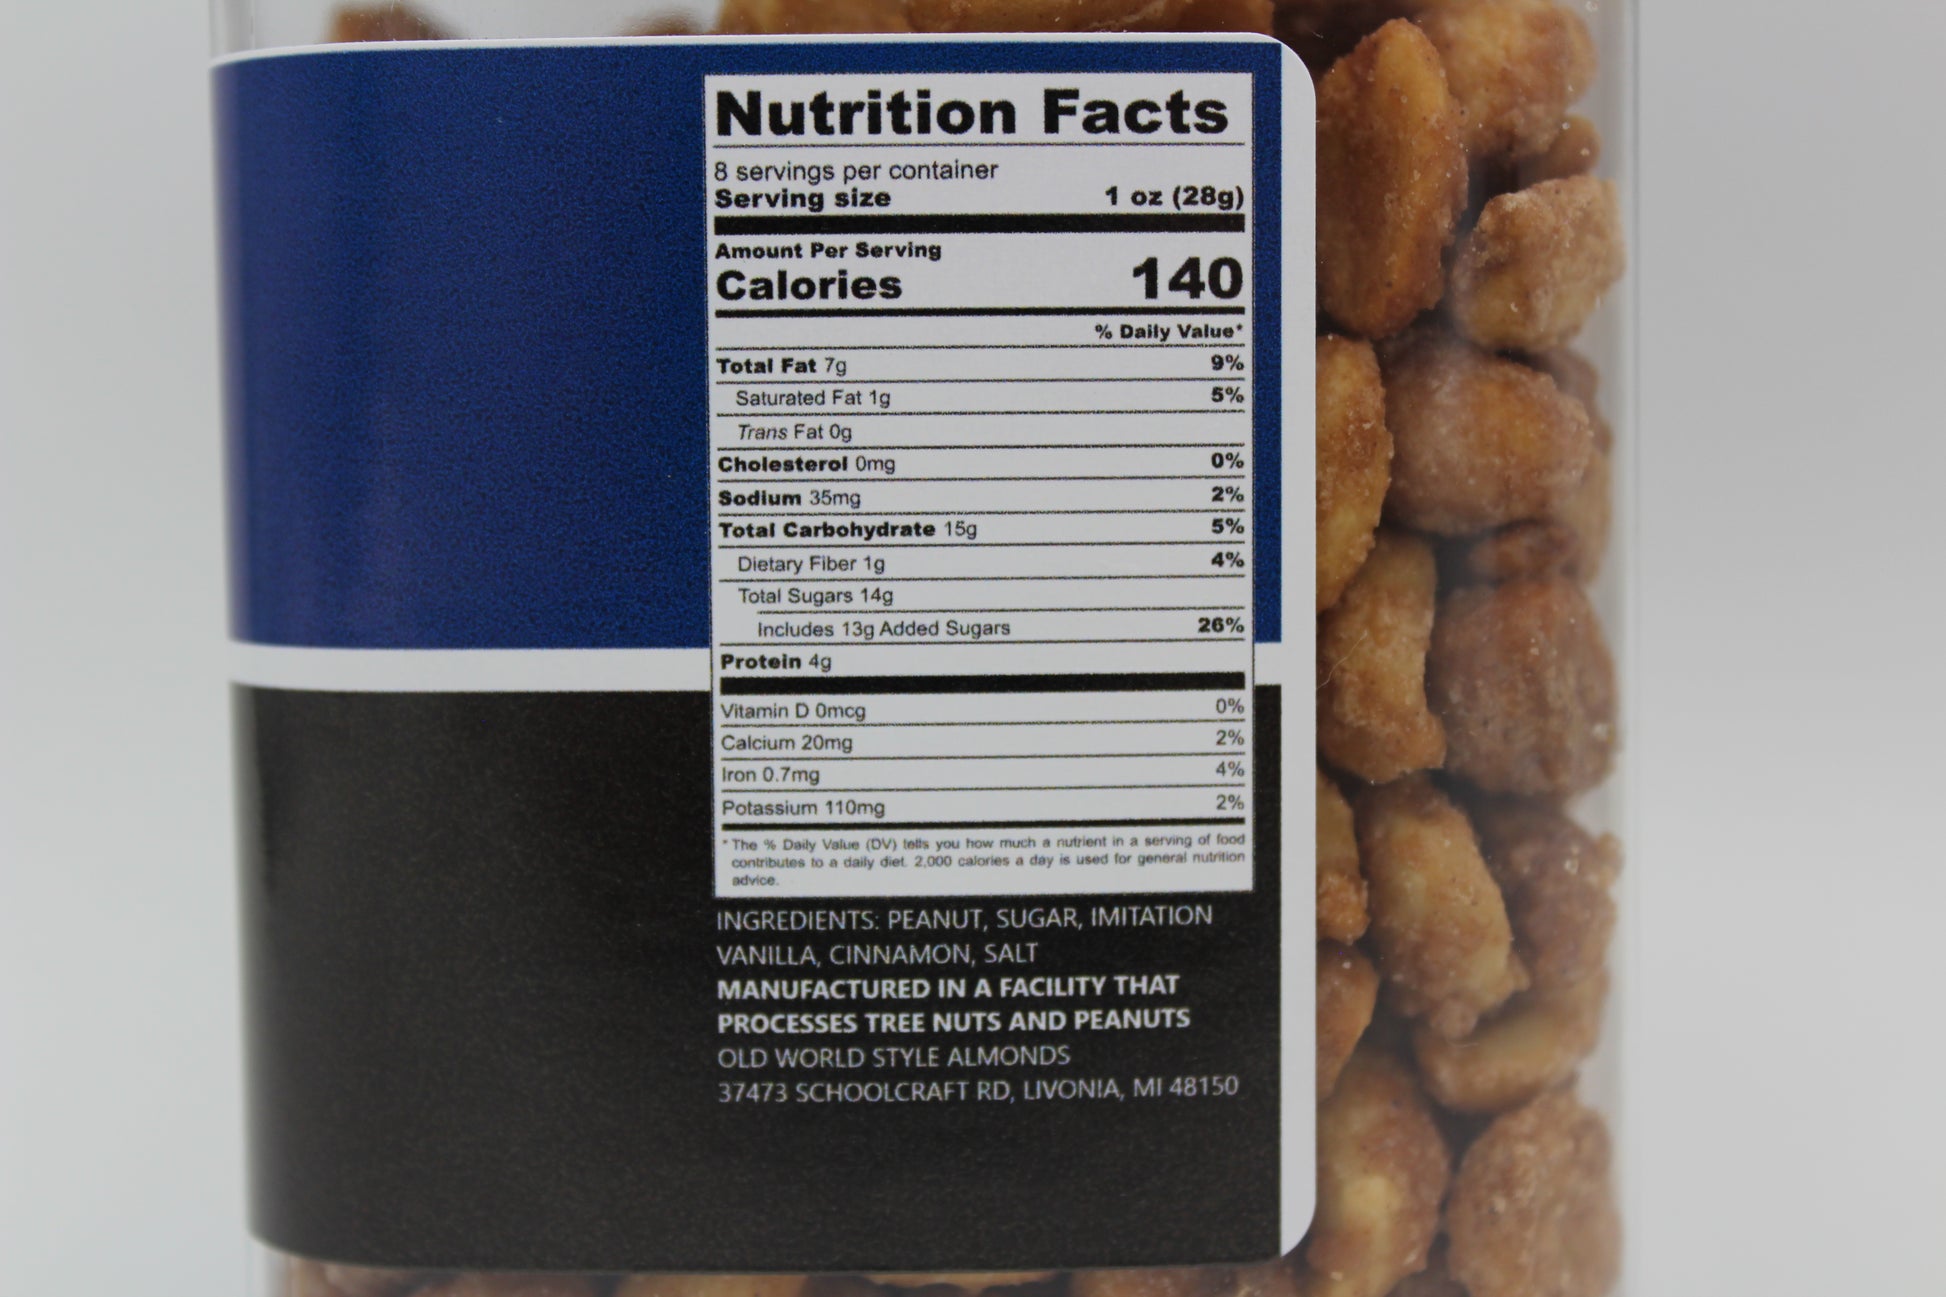 Nutrition Facts
8 servings per container
Serving size 1 oz (28g)
Amount Per Serving
Calories 140
% Daily Value*
Total Fat 7g 9%
Saturated Fat 1g 5%
Trans Fat 0g
Cholesterol 0mg 0%
Sodium 35mg 2%
Total Carbohydrate 15g 5%
Dietary Fiber 1g 4%
Total Sugars 14g
Includes 13g Added Sugars 26%
Protein 4g
Vitamin D 0mcg 0%
Calcium 20mg 2%
Iron 0.7mg 4%
Potassium 110mg 2%
* The % Daily Value (DV) tells you how much a nutrient in a serving of food
contributes to a daily diet. 2,000 calories a day is used for general nutrition
advice.
INGREDIENTS: PEANUT, SUGAR, IMITATION
VANILLA, CINNAMON, SALT
MANUFACTURED IN A FACILITY THAT
PROCESSES TREE NUTS AND PEANUTS
OLD WORLD STYLE ALMONDS
37473 SCHOOLCRAFT RD, LIVONIA, MI 48150